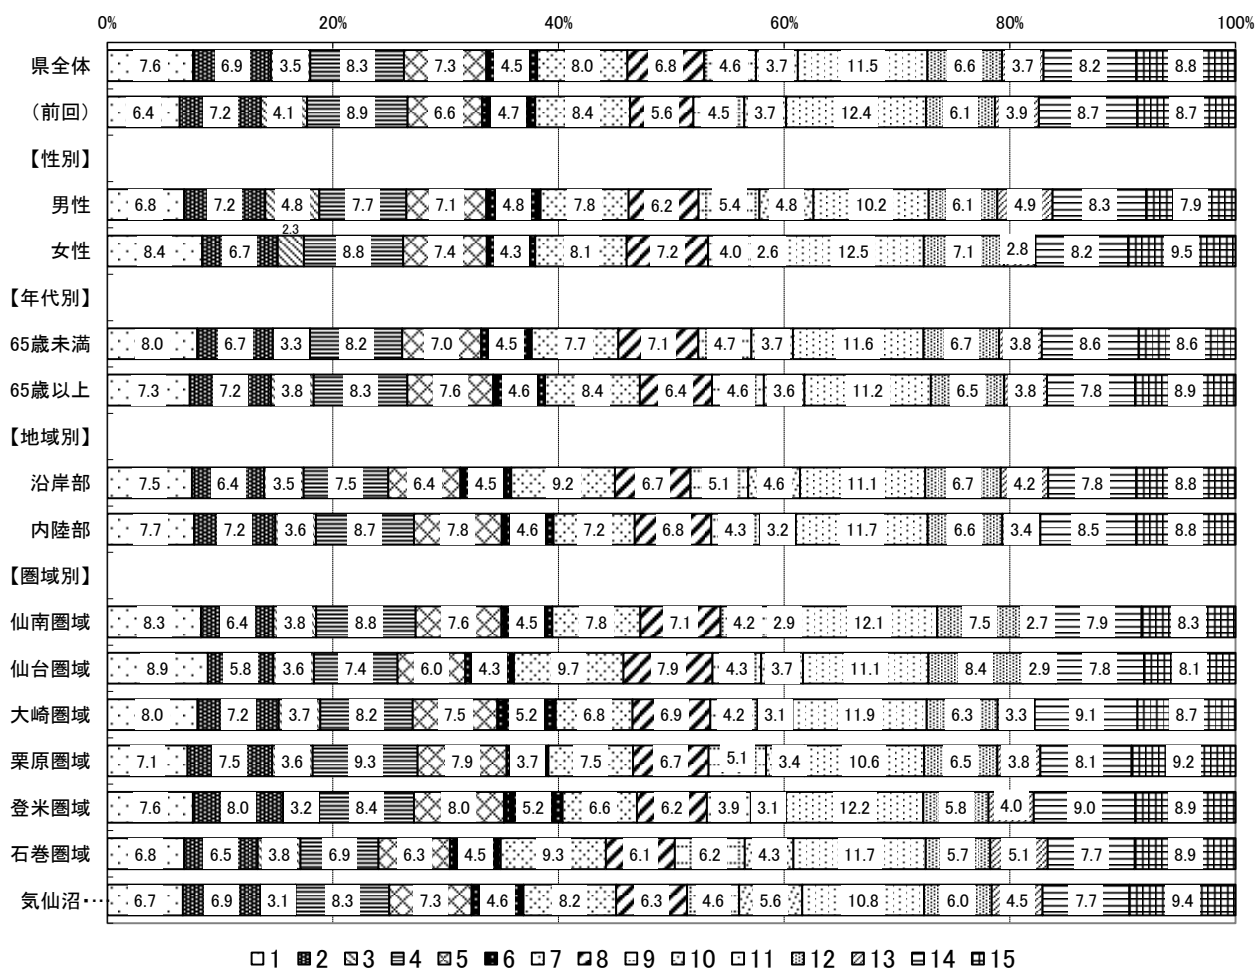 0% 20% 40% 60% 80% 100%
県全体 7.6 6.9 3.5 8.3 7.3 4.5 8.0 6.8 4.6 3.7 11.5 6.6 3.7 8.2 8.8
(前回) 6.4 7.2 4.1 8.9 6.6 4.7 8.4 5.6 4.5 3.7 12.4 6.1 3.9 8.7 8.7
【性別】
男性 6.8 7.2 4.8 7.7 7.1 4.8 7.8 6.2 5.4 4.8 10.2 6.1 4.9 8.3 7.9
女性 8.4 6.7 2.3 8.8 7.4 4.3 8.1 7.2 4.0 2.6 12.5 7.1 2.8 8.2 9.5
【年代別】
65歳未満 8.0 6.7 3.3 8.2 7.0 4.5 7.7 7.1 4.7 3.7 11.6 6.7 3.8 8.6 8.6
65歳以上 7.3 7.2 3.8 8.3 7.6 4.6 8.4 6.4 4.6 3.6 11.2 6.5 3.8 7.8 8.9
【地域別】
沿岸部 7.5 6.4 3.5 7.5 6.4 4.5 9.2 6.7 5.1 4.6 11.1 6.7 4.2 7.8 8.8
内陸部 7.7 7.2 3.6 8.7 7.8 4.6 7.2 6.8 4.3 3.2 11.7 6.6 3.4 8.5 8.8
【圏域別】
仙南圏域 8.3 6.4 3.8 8.8 7.6 4.5 7.8 7.1 4.2 2.9 12.1 7.5 2.7 7.9 8.3
仙台圏域 8.9 5.8 3.6 7.4 6.0 4.3 9.7 7.9 4.3 3.7 11.1 8.4 2.9 7.8 8.1
大崎圏域 8.0 7.2 3.7 8.2 7.5 5.2 6.8 6.9 4.2 3.1 11.9 6.3 3.3 9.1 8.7
栗原圏域 7.1 7.5 3.6 9.3 7.9 3.7 7.5 6.7 5.1 3.4 10.6 6.5 3.8 8.1 9.2
登米圏域 7.6 8.0 3.2 8.4 8.0 5.2 6.6 6.2 3.9 3.1 12.2 5.8 4.0 9.0 8.9
石巻圏域 6.8 6.5 3.8 6.9 6.3 4.5 9.3 6.1 6.2 4.3 11.7 5.7 5.1 7.7 8.9
気仙沼… 6.7 6.9 3.1 8.3 7.3 4.6 8.2 6.3 4.6 5.6 10.8 6.0 4.5 7.7 9.4
1 2 3 4 5 6 7 8 9 10 11 12 13 14 15